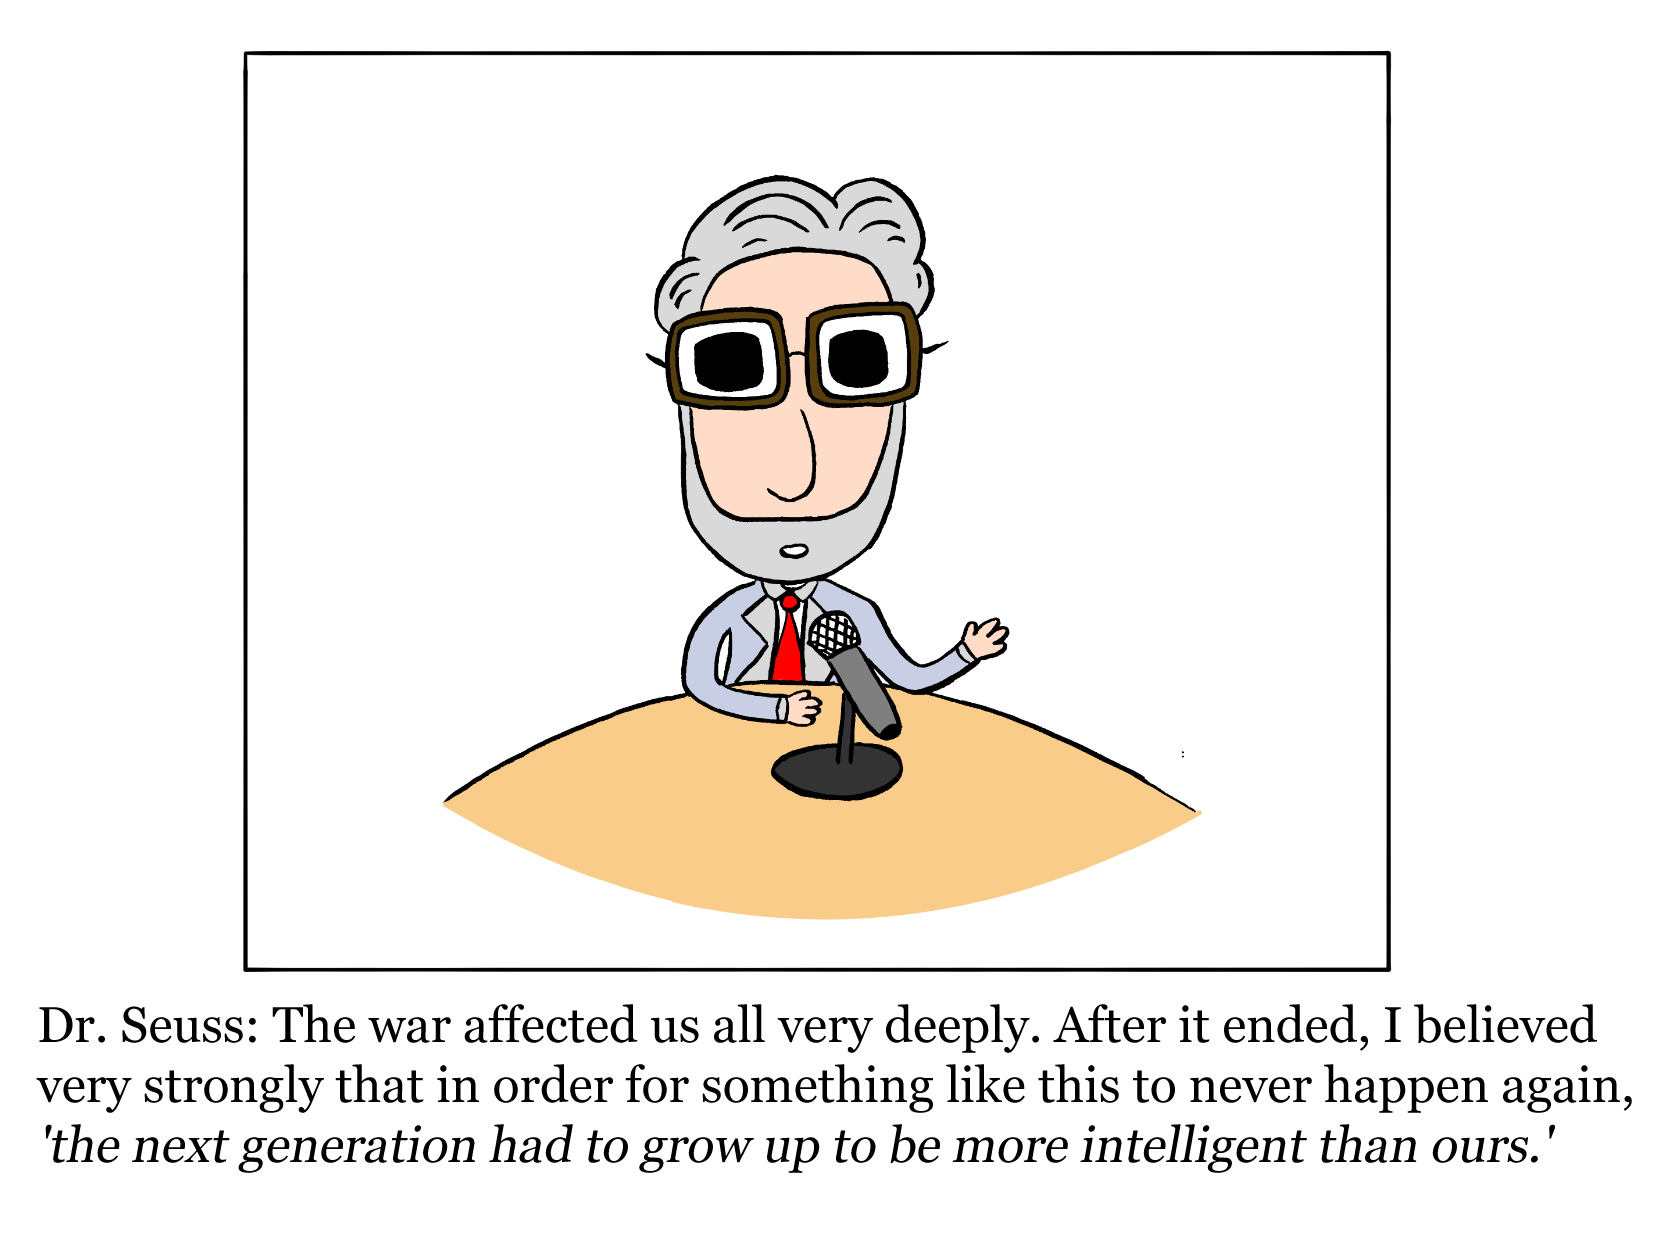 Dr. Seuss: The war affected us all very deeply. After it ended, I believed
very strongly that in order for something like this to never happen again,
'the next generation had to grow up to be more intelligent than ours.'